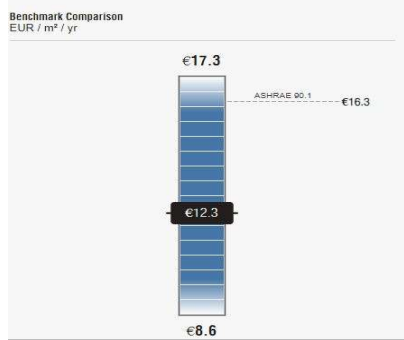 Benchmark Comparison
EUR / m² / yr
€17.3
ASHRAE 90.1
€16.3
€12.3
€8.6